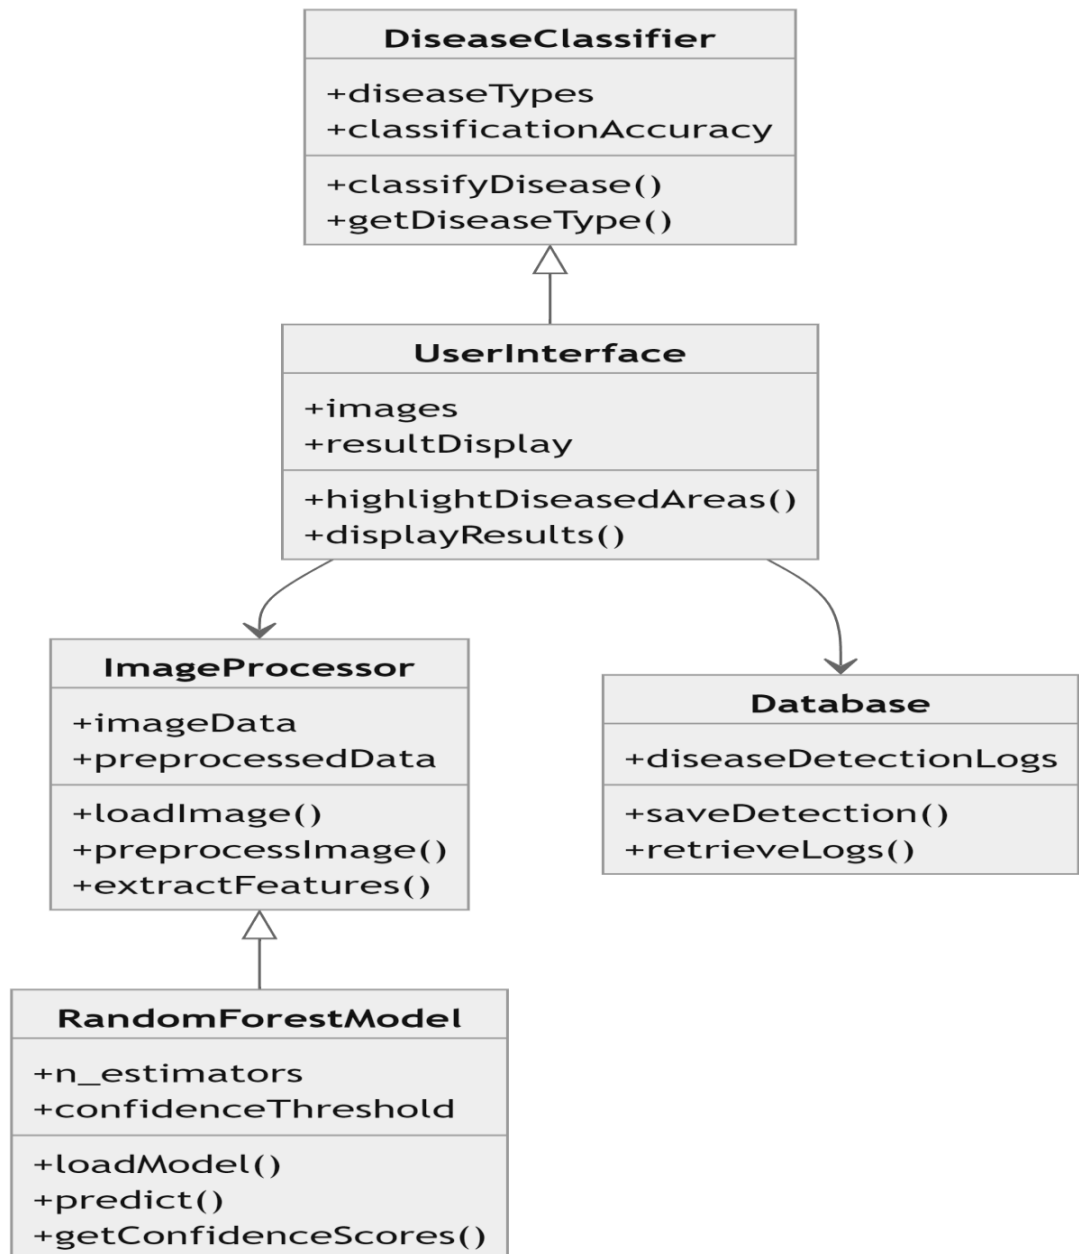 DiseaseClassifier
+diseaseTypes
+classificationAccuracy
+classifyDisease()
+getDiseaseType()
UserInterface
+images
+resultDisplay
+highlightDiseasedAreas()
+displayResults()
ImageProcessor
+imageData
+preprocessedData
+loadImage()
+preprocessImage()
+extractFeatures()
Database
+diseaseDetectionLogs
+saveDetection()
+retrieveLogs()
RandomForestModel
+n_estimators
+confidenceThreshold
+loadModel()
+predict()
+getConfidenceScores()